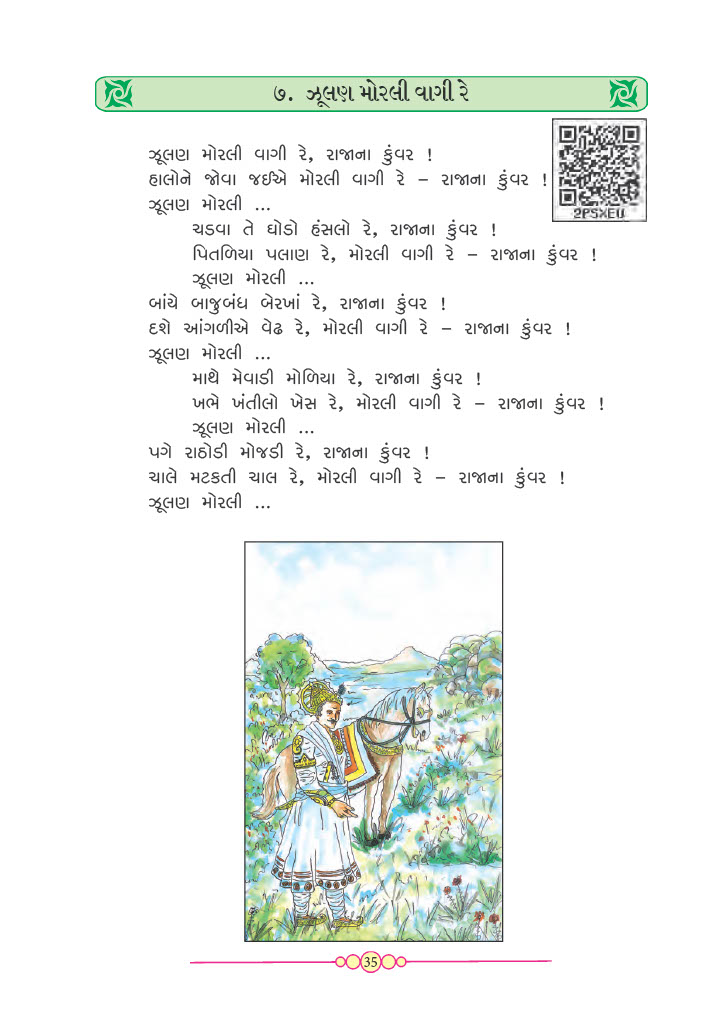 ૭. ઝૂલણ મોરલી વાગી રે
2PSXEU
ઝૂલણ મોરલી વાગી રે, રાજાના કુંવર !
હાલોને જોવા જઈએ મોરલી વાગી રે – રાજાના કુંવર !
ઝૂલણ મોરલી ...
ચડવા તે ઘોડો હંસલો રે, રાજાના કુંવર !
પિતળિયા પલાણ રે, મોરલી વાગી રે – રાજાના કુંવર !
ઝૂલણ મોરલી ...
બાંયે બાજુબંધ બેરખાં રે, રાજાના કુંવર !
દશે આંગળીએ વેઢ રે, મોરલી વાગી રે – રાજાના કુંવર !
ઝૂલણ મોરલી ...
માથે મેવાડી મોળિયા રે, રાજાના કુંવર !
ખભે ખંતીલો ખેસ રે, મોરલી વાગી રે – રાજાના કુંવર !
ઝૂલણ મોરલી ...
પગે રાઠોડી મોજડી રે, રાજાના કુંવર !
ચાલે મટકતી ચાલ રે, મોરલી વાગી રે – રાજાના કુંવર !
ઝૂલણ મોરલી ...
35